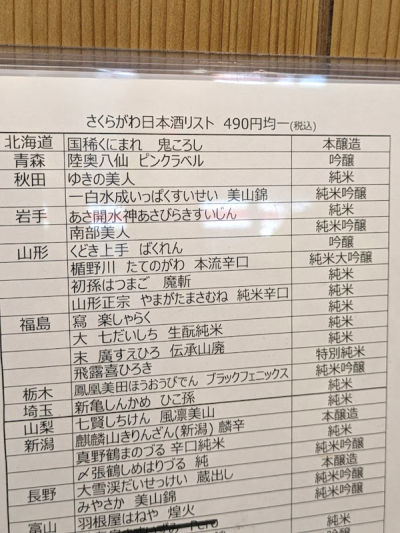 さくらがわ日本酒リスト 490円均一(税込)
北海道 国稀くにまれ 鬼ころし 本醸造
青森 陸奥八仙 ピンクラベル 吟醸
秋田 ゆきの美人 純米
一白水成いっぱくすいせい 美山錦 純米吟醸
岩手 あさ開水神あさびらきすいじん 純米
南部美人 純米吟醸
山形 くどき上手 ばくれん 吟醸
楯野川 たてのがわ 本流辛口 純米大吟醸
初孫はつまご 魔斬 純米
山形正宗 やまがたまさむね 純米辛口 純米
福島 寫 楽しゃらく 純米
大 七だいしち 生酛純米 純米
末 廣すえひろ 伝承山廃 純米
飛露喜ひろき 特別純米
栃木 鳳凰美田ほうおうびでん ブラックフェニックス 純米吟醸
埼玉 新亀しんかめ ひこ孫 純米
山梨 七賢しちけん 風凛美山 本醸造
新潟 麒麟山きりんざん(新潟) 麟辛 純米
真野鶴まのづる 辛口純米 純米
〆張鶴しめはりづる 純 純米吟醸
長野 大雪渓だいせっけい 蔵出し 本醸造
みやさか 美山錦 純米吟醸
富山 羽根屋はねや 煌火 純米吟醸
純米